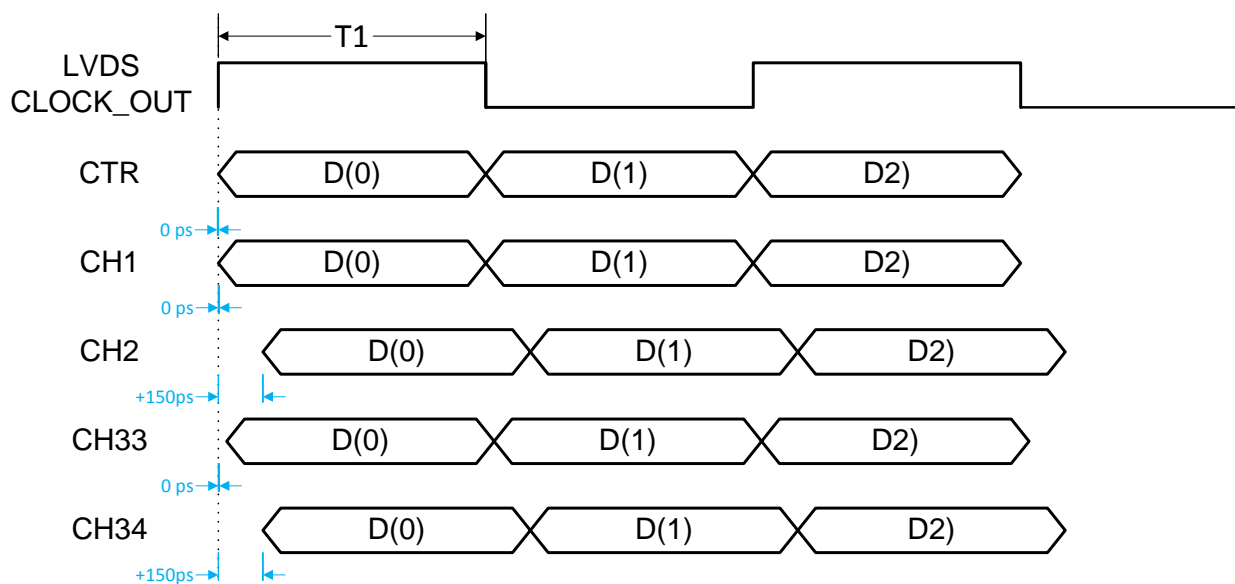 T1
LVDS
CLOCK_OUT
CTR D(0) D(1) D2)
0 ps
CH1 D(0) D(1) D2)
0 ps
CH2 D(0) D(1) D2)
+150ps
CH33 D(0) D(1) D2)
0 ps
CH34 D(0) D(1) D2)
+150ps